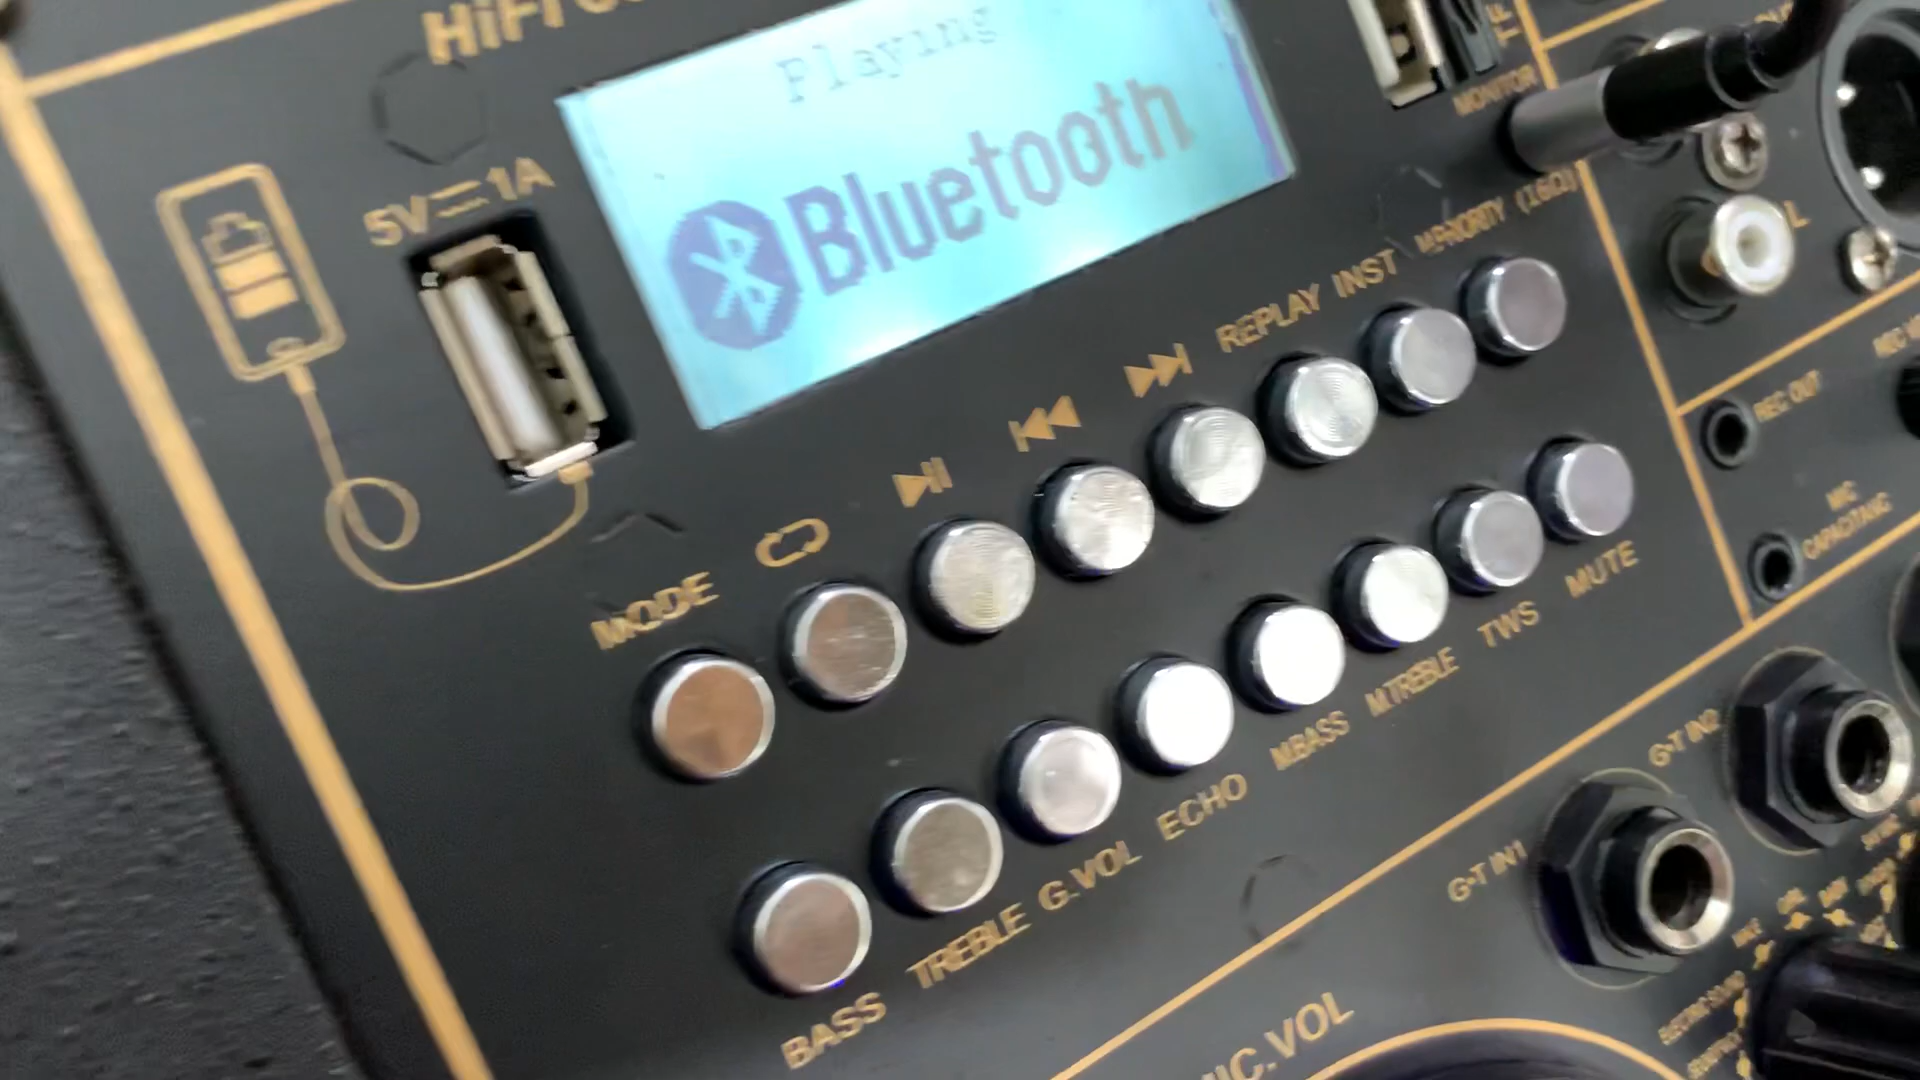 HiFi
Playing
Bluetooth
5V 1A
MONITOR
L
MODE
REPLAY
INST
M.PRIORITY
REC OUT
MIC
BASS
TREBLE
G.VOL
ECHO
M.BASS
M.TREBLE
TWS
MUTE
G•T IN1
G•T IN2
MIC.VOL